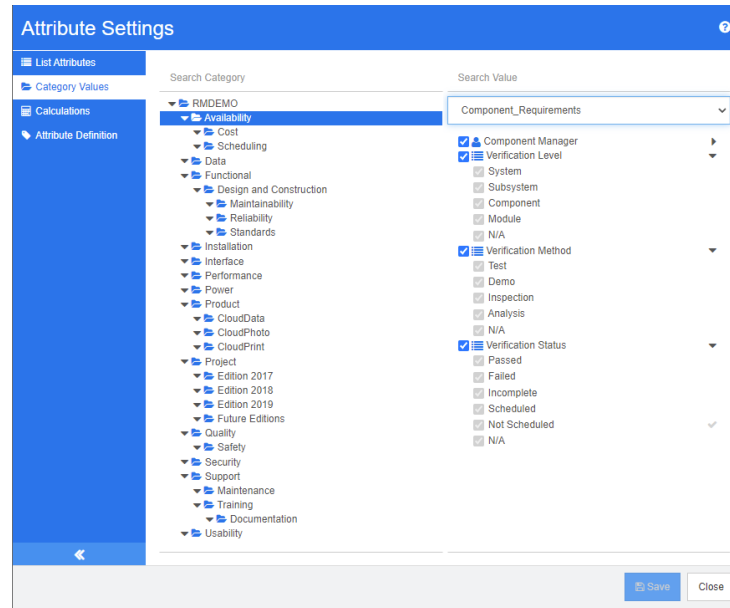 Attribute Settings
List Attributes
Category Values
Calculations
Attribute Definition
Search Category
RMDEMO
Availability
Cost
Scheduling
Data
Functional
Design and Construction
Maintainability
Reliability
Standards
Installation
Interface
Performance
Power
Product
CloudData
CloudPhoto
CloudPrint
Project
Edition 2017
Edition 2018
Edition 2019
Future Editions
Quality
Safety
Security
Support
Maintenance
Training
Documentation
Usability
Search Value
Component_Requirements
Component Manager
Verification Level
System
Subsystem
Component
Module
N/A
Verification Method
Test
Demo
Inspection
Analysis
N/A
Verification Status
Passed
Failed
Incomplete
Scheduled
Not Scheduled
N/A
Save
Close